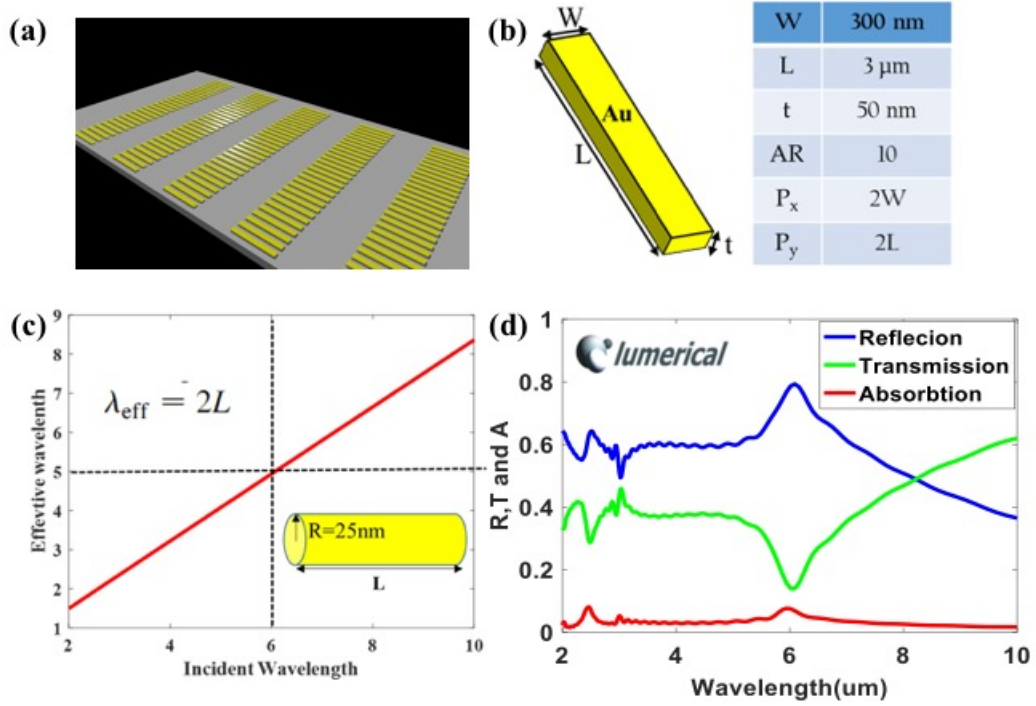 (a)
(b)
W
Au
L
t
W 300 nm
L 3 μm
t 50 nm
AR 10
Px 2W
Py 2L
(c)
9
8
7
6
5
4
3
2
1
Effevtive wavelenth
λeff = 2L
R=25nm
L
2 4 6 8 10
Incident Wavelength
(d)
1
0.8
0.6
0.4
0.2
0
R,T and A
lumerical
Reflecion
Transmission
Absorbtion
2 4 6 8 10
Wavelength(um)